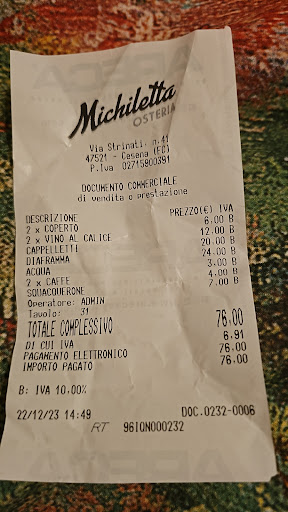 Michiletta
OSTERIA
Via Strinati, n.41
47521 - Cesena (FC)
P.Iva 02715800391
DOCUMENTO COMMERCIALE
di vendita o prestazione
DESCRIZIONE PREZZO(€) IVA
2 x COPERTO 6.00 B
2 x VINO AL CALICE 12.00 B
CAPPELLETTI 20.00 B
DIAFRAMMA 24.00 B
ACQUA 3.00 B
2 x CAFFE 4.00 B
SQUACQUERONE 7.00 B
Operatore: ADMIN
Tavolo: 31
TOTALE COMPLESSIVO 76.00
DI CUI IVA 6.91
PAGAMENTO ELETTRONICO 76.00
IMPORTO PAGATO 76.00
B: IVA 10.00%
22/12/23 14:49 DOC.0232-0006
RT 96IQN000232